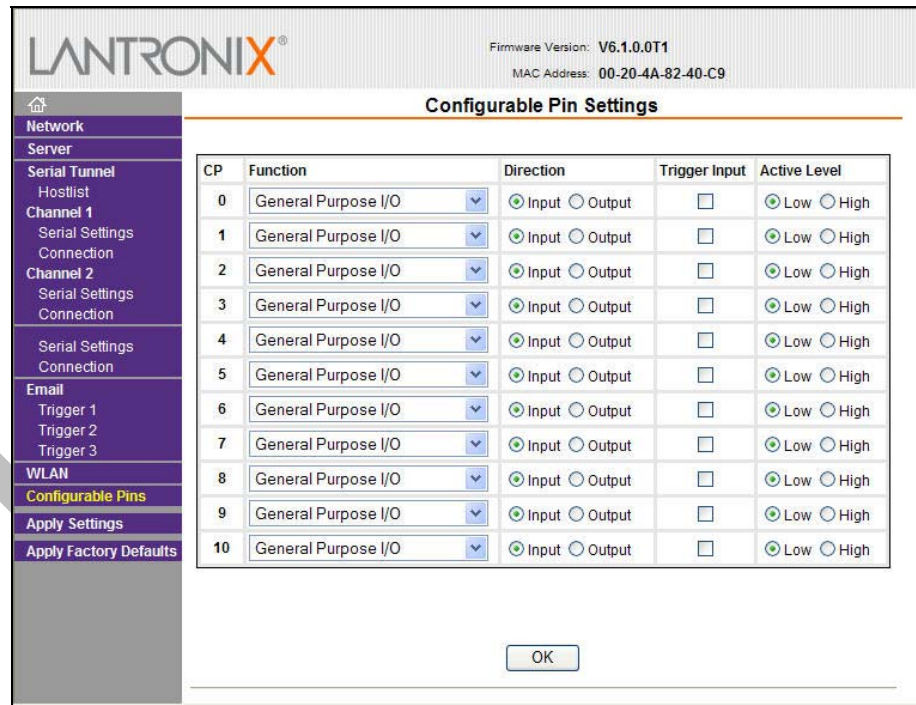 LANTRONIX®
Firmware Version: V6.1.0.0T1
MAC Address: 00-20-4A-82-40-C9
Network
Server
Serial Tunnel
Hostlist
Channel 1
Serial Settings
Connection
Channel 2
Serial Settings
Connection
Serial Settings
Connection
Email
Trigger 1
Trigger 2
Trigger 3
WLAN
Configurable Pins
Apply Settings
Apply Factory Defaults
Configurable Pin Settings
CP Function Direction Trigger Input Active Level
0 General Purpose I/O Input Output Low High
1 General Purpose I/O Input Output Low High
2 General Purpose I/O Input Output Low High
3 General Purpose I/O Input Output Low High
4 General Purpose I/O Input Output Low High
5 General Purpose I/O Input Output Low High
6 General Purpose I/O Input Output Low High
7 General Purpose I/O Input Output Low High
8 General Purpose I/O Input Output Low High
9 General Purpose I/O Input Output Low High
10 General Purpose I/O Input Output Low High
OK